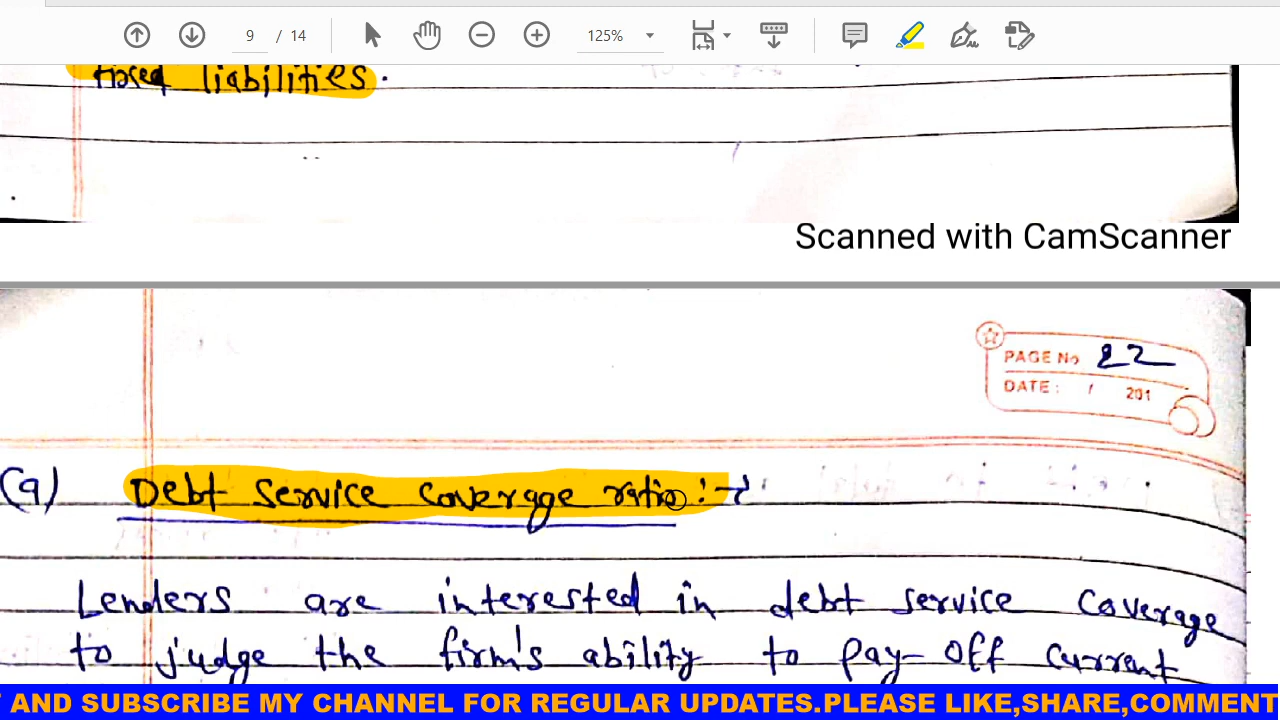 9 / 14 125%
fixed liabilities.
Scanned with CamScanner
PAGE No 22
DATE : / 201
(a) Debt service coverage ratio :→
Lenders are interested in debt service coverage
to judge the firm's ability to pay-off current
AND SUBSCRIBE MY CHANNEL FOR REGULAR UPDATES.PLEASE LIKE,SHARE,COMMENT